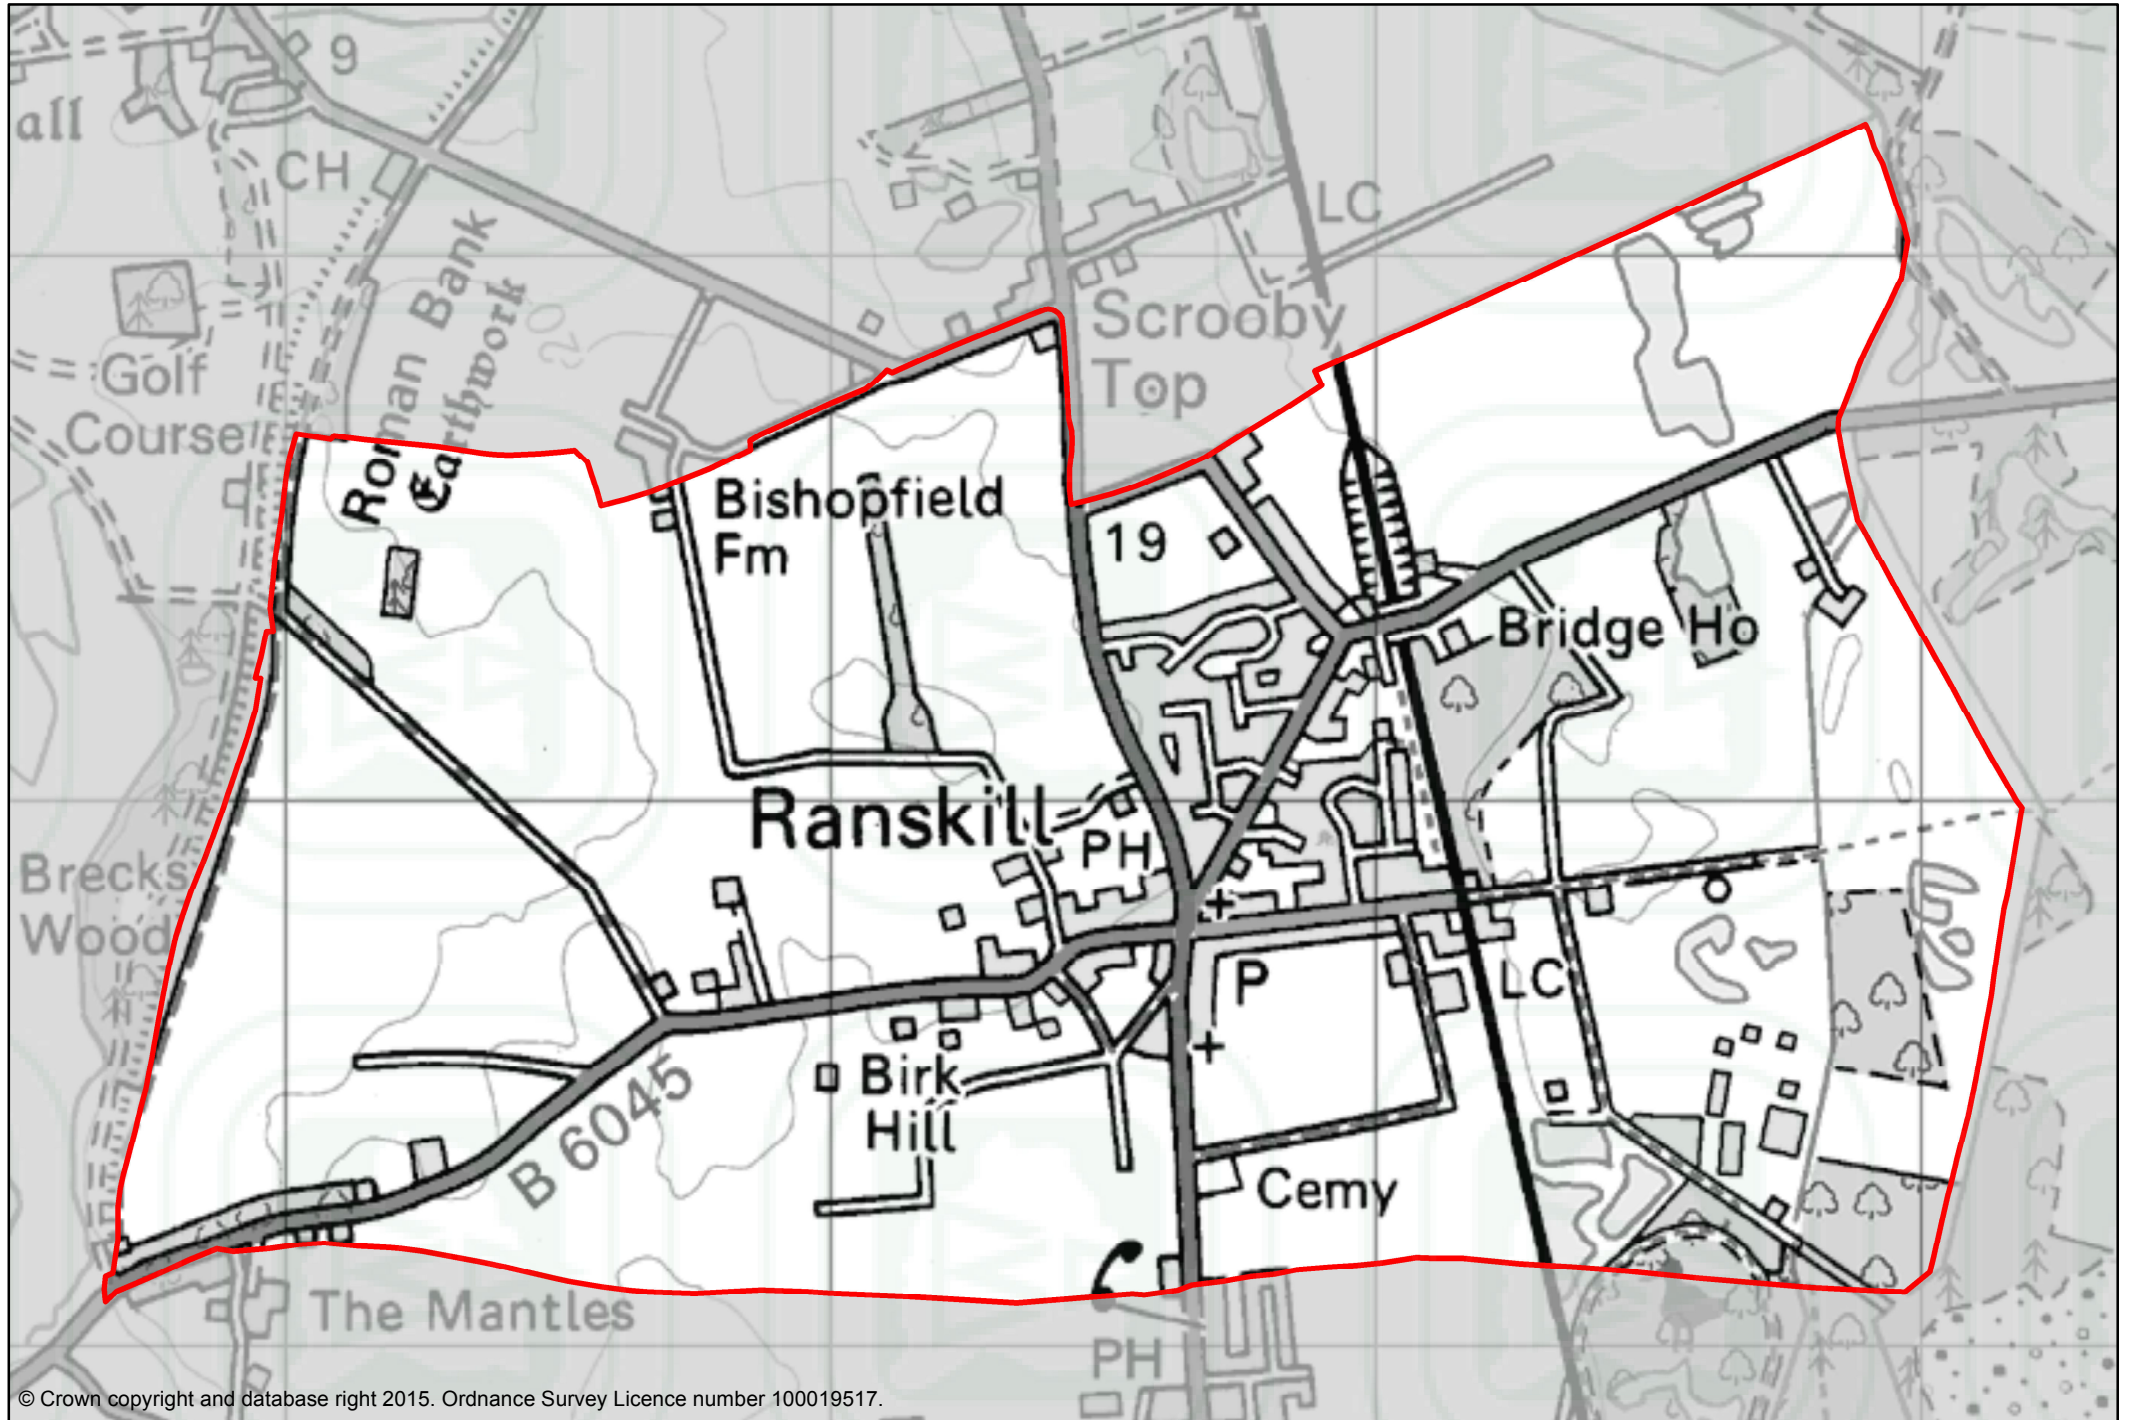 9
all
CH
LC
Roman Bank
Earthwork
20
Scrooby
Top
Golf
Course
Bishopfield
Fm
19
Bridge Ho
Ranskill
PH
Brecks
Wood
P
LC
Birk
Hill
B 6045
Cemy
The Mantles
PH
© Crown copyright and database right 2015. Ordnance Survey Licence number 100019517.